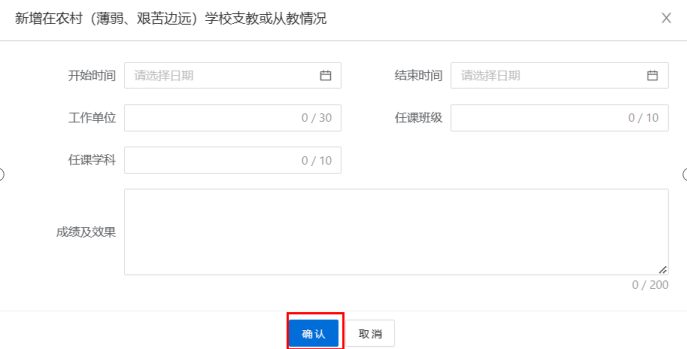 新增在农村（薄弱、艰苦边远）学校支教或从教情况
开始时间 请选择日期 结束时间 请选择日期
工作单位 0 / 30 任课班级 0 / 10
任课学科 0 / 10
成绩及效果
0 / 200
确认 取消